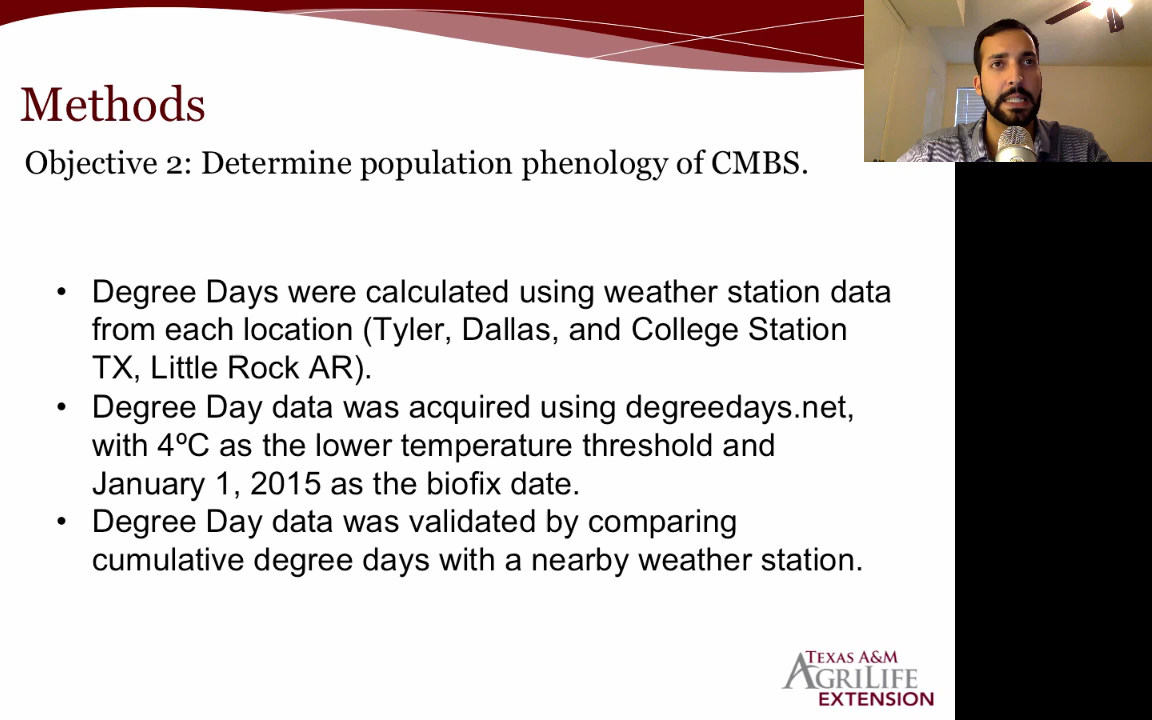 Methods
Objective 2: Determine population phenology of CMBS.
• Degree Days were calculated using weather station data
from each location (Tyler, Dallas, and College Station
TX, Little Rock AR).
• Degree Day data was acquired using degreedays.net,
with 4ºC as the lower temperature threshold and
January 1, 2015 as the biofix date.
• Degree Day data was validated by comparing
cumulative degree days with a nearby weather station.
TEXAS A&M
AGRILIFE
EXTENSION